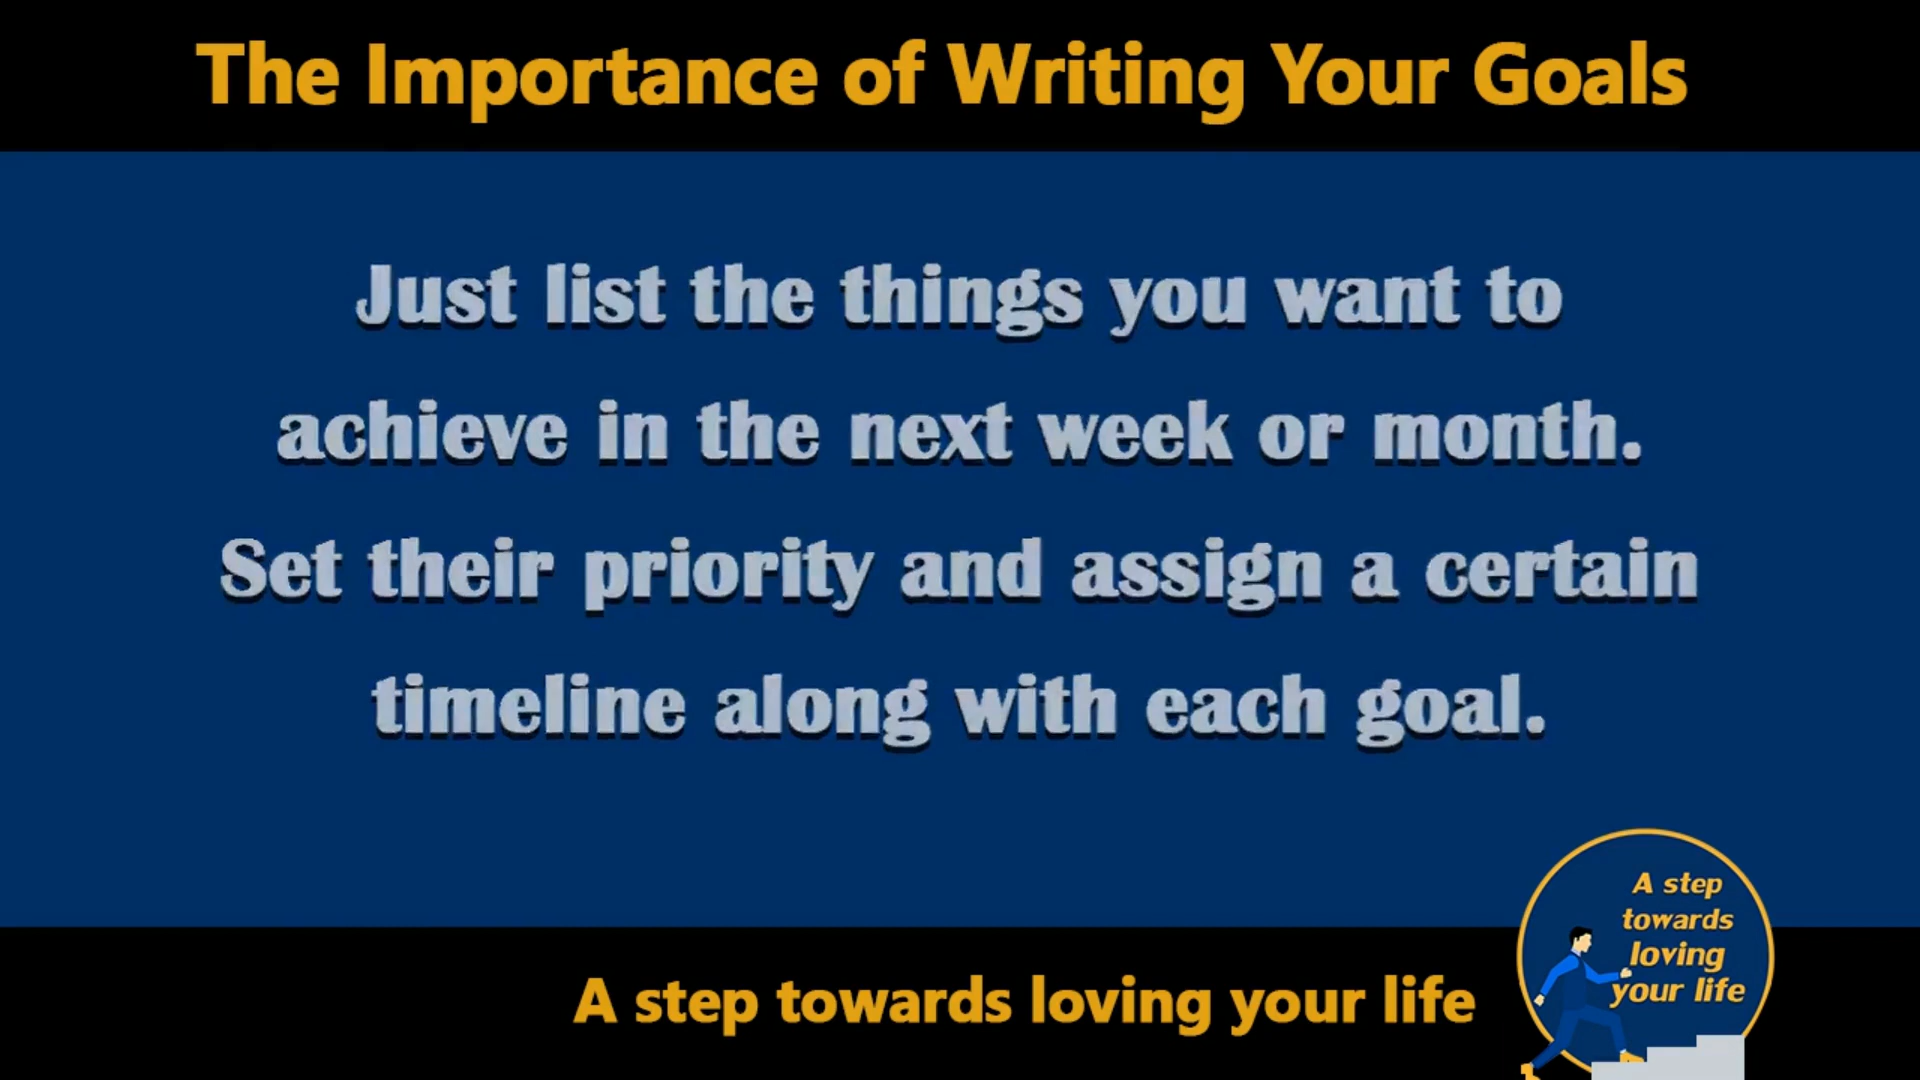 The Importance of Writing Your Goals
Just list the things you want to
achieve in the next week or month.
Set their priority and assign a certain
timeline along with each goal.
A step towards loving your life
A step
towards
loving
your life